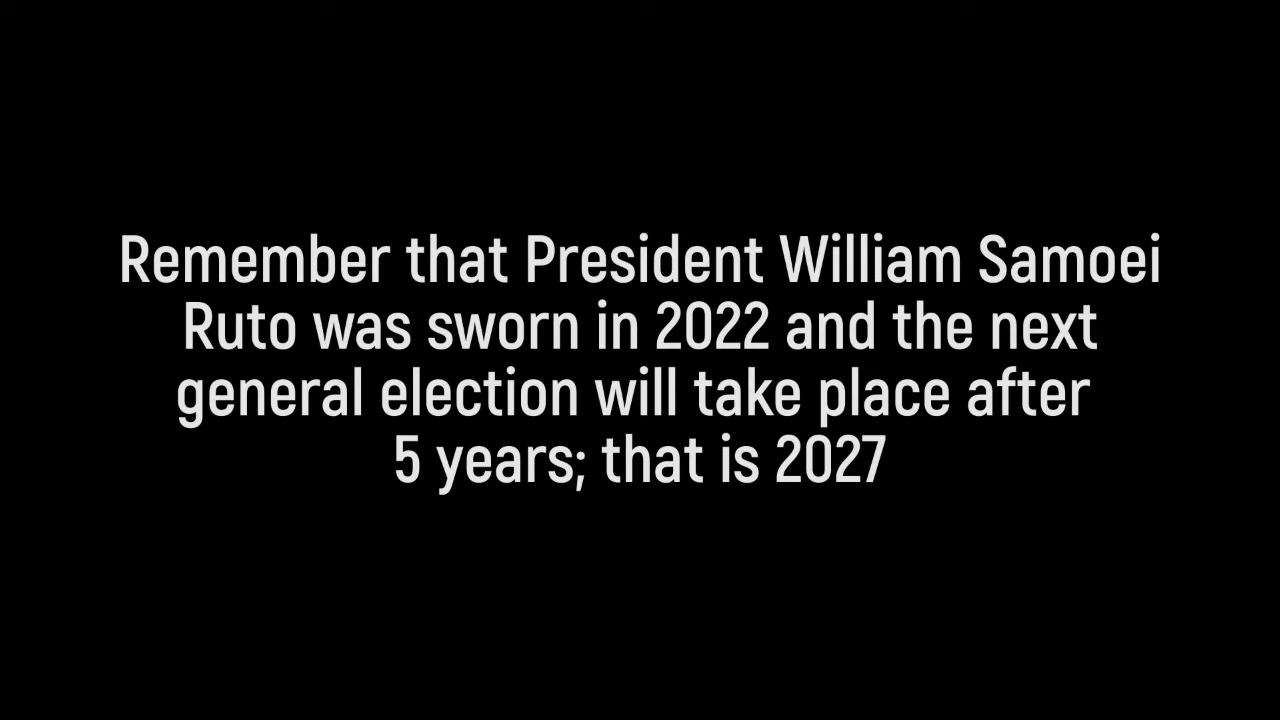 Remember that President William Samoei
Ruto was sworn in 2022 and the next
general election will take place after
5 years; that is 2027